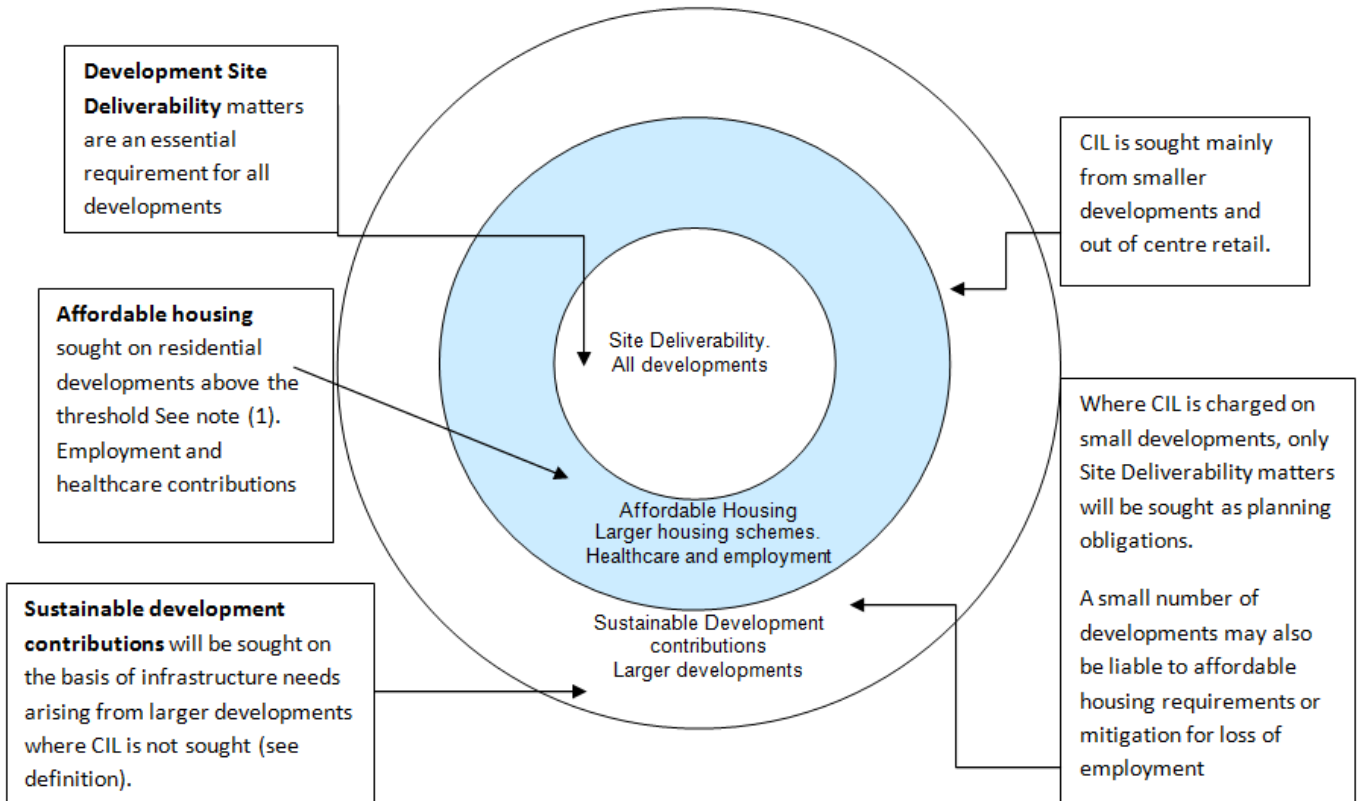 Development Site
Deliverability matters
are an essential
requirement for all
developments
Affordable housing
sought on residential
developments above the
threshold See note (1).
Employment and
healthcare contributions
Sustainable development
contributions will be sought on
the basis of infrastructure needs
arising from larger developments
where CIL is not sought (see
definition).
Site Deliverability.
All developments
Affordable Housing
Larger housing schemes.
Healthcare and employment
Sustainable Development
contributions
Larger developments
CIL is sought mainly
from smaller
developments and
out of centre retail.
Where CIL is charged on
small developments, only
Site Deliverability matters
will be sought as planning
obligations.
A small number of
developments may also
be liable to affordable
housing requirements or
mitigation for loss of
employment